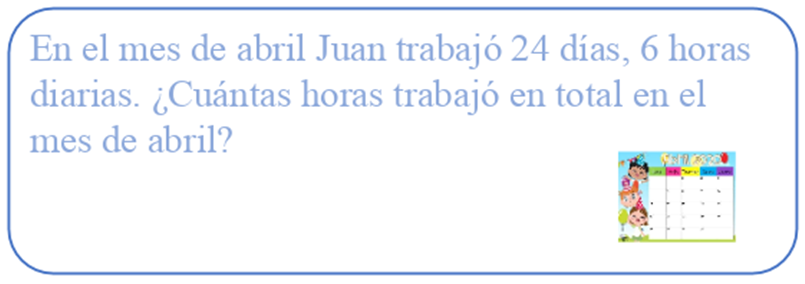 En el mes de abril Juan trabajó 24 días, 6 horas
diarias. ¿Cuántas horas trabajó en total en el
mes de abril?